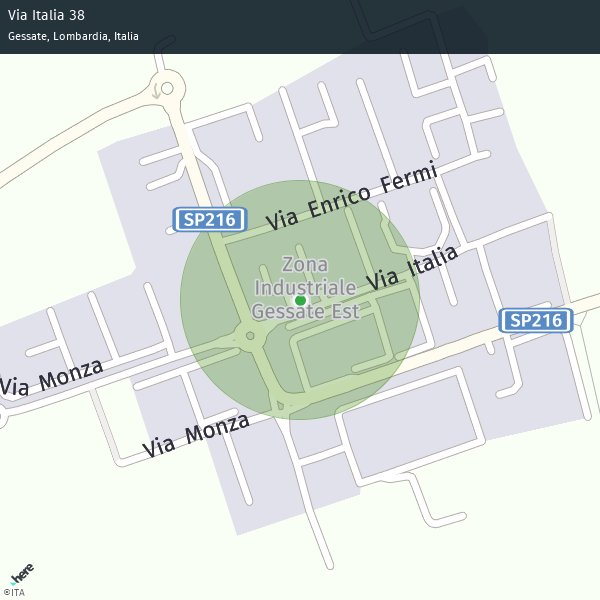 Via Italia 38
Gessate, Lombardia, Italia
SP216
Via Enrico Fermi
Via Italia
Zona
Industriale
Gessate Est
SP216
Via Monza
Via Monza
here
©ITA